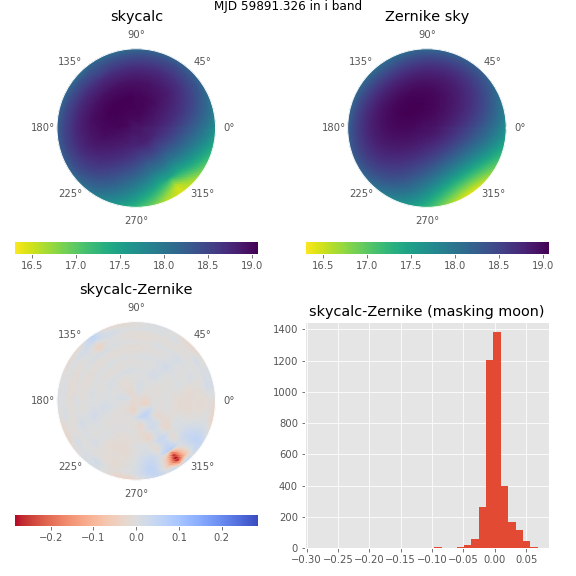 MJD 59891.326 in i band
skycalc
Zernike sky
90°
135° 45°
180° 0°
225° 315°
270°
90°
135° 45°
180° 0°
225° 315°
270°
16.5 17.0 17.5 18.0 18.5 19.0
16.5 17.0 17.5 18.0 18.5 19.0
skycalc-Zernike
90°
135° 45°
180° 0°
225° 315°
270°
−0.2 −0.1 0.0 0.1 0.2
skycalc-Zernike (masking moon)
1400
1200
1000
800
600
400
200
0
−0.30 −0.25 −0.20 −0.15 −0.10 −0.05 0.00 0.05